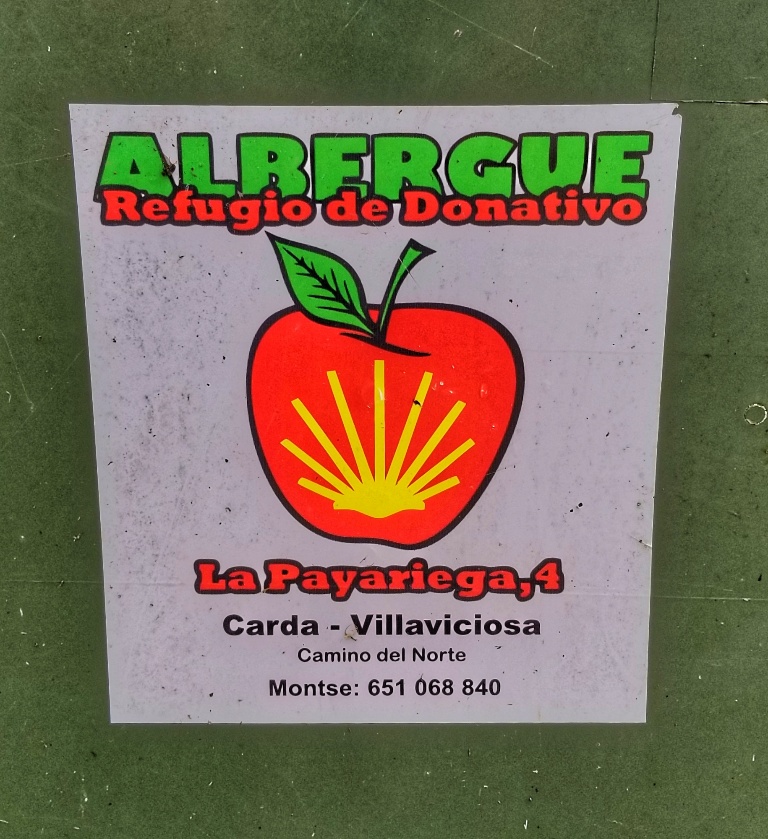 ALBERGUE
Refugio de Donativo
La Payariega,4
Carda - Villaviciosa
Camino del Norte
Montse: 651 068 840